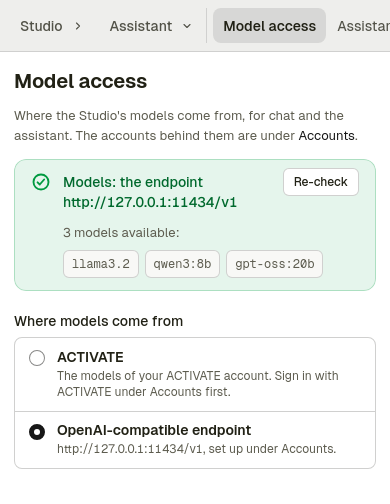 Studio > Assistant Model access Assistan
Model access
Where the Studio's models come from, for chat and the
assistant. The accounts behind them are under Accounts.
Models: the endpoint Re-check
http://127.0.0.1:11434/v1
3 models available:
llama3.2 qwen3:8b gpt-oss:20b
Where models come from
ACTIVATE
The models of your ACTIVATE account. Sign in with
ACTIVATE under Accounts first.
OpenAI-compatible endpoint
http://127.0.0.1:11434/v1, set up under Accounts.